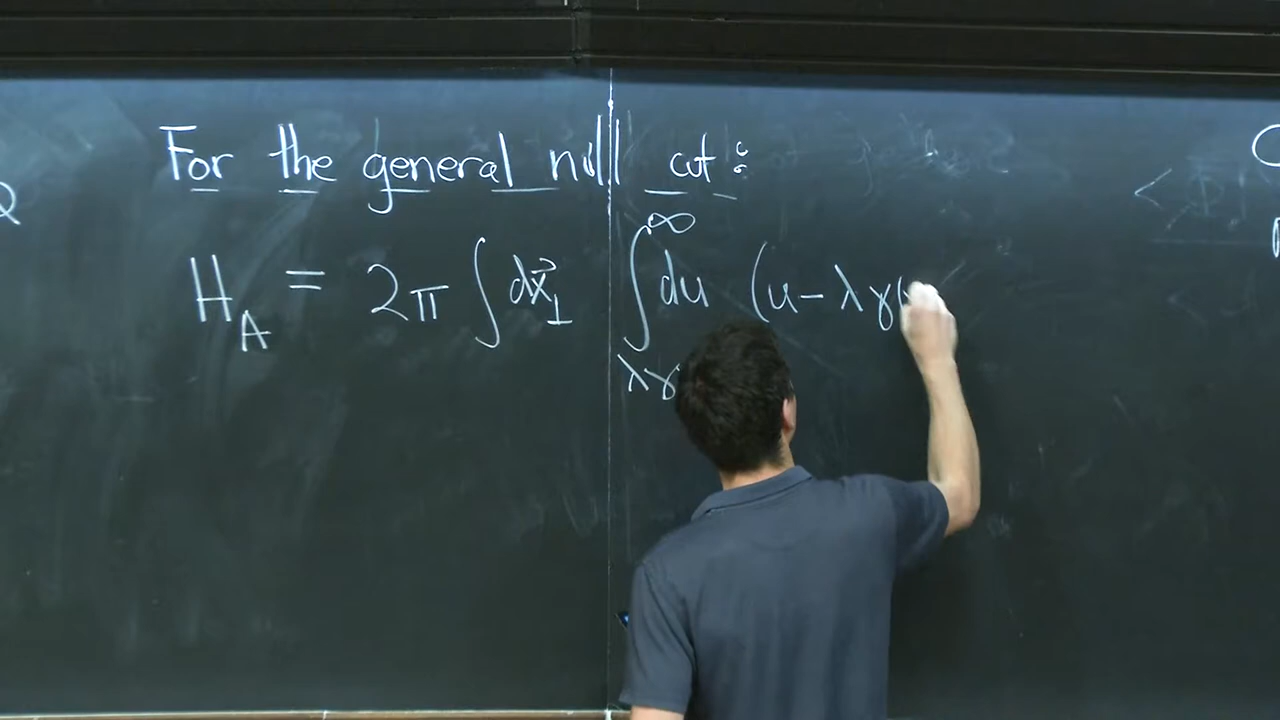 For the general null cut :
H_A = 2π ∫ dx⃗_⊥ ∫_{λγ}^{∞} du (u - λγ(